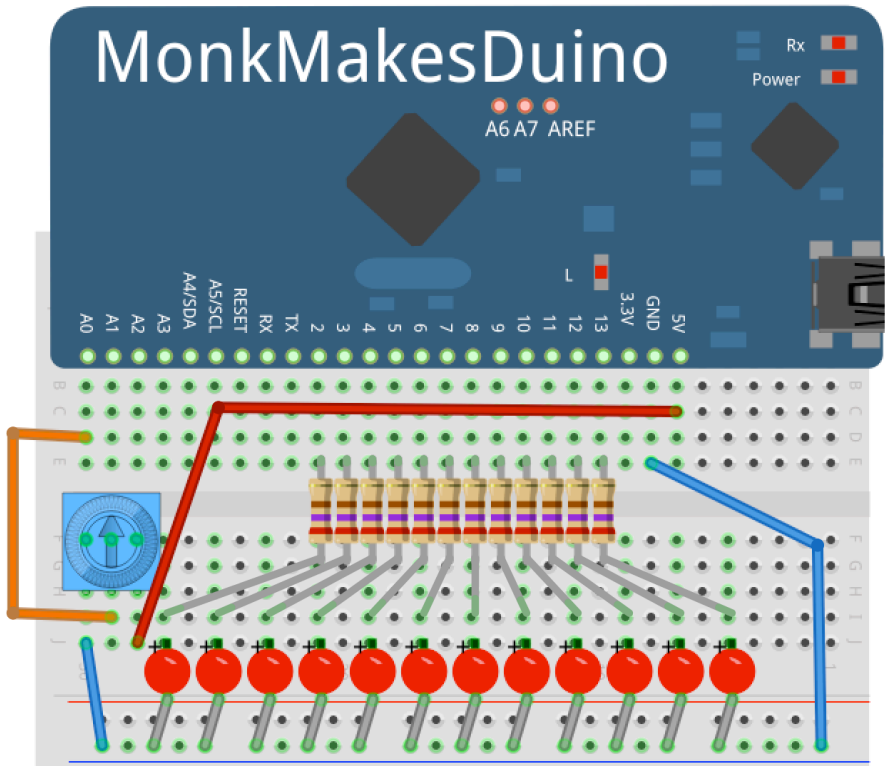 MonkMakesDuino
Rx
Power
A6 A7 AREF
L
A0 A1 A2 A3 A4/SDA A5/SCL RESET RX TX 2 3 4 5 6 7 8 9 10 11 12 13 3.3V GND 5V
B B
C C
D
E E
F F
G
H
I
J J
+ + + + + + + + + + + +
1